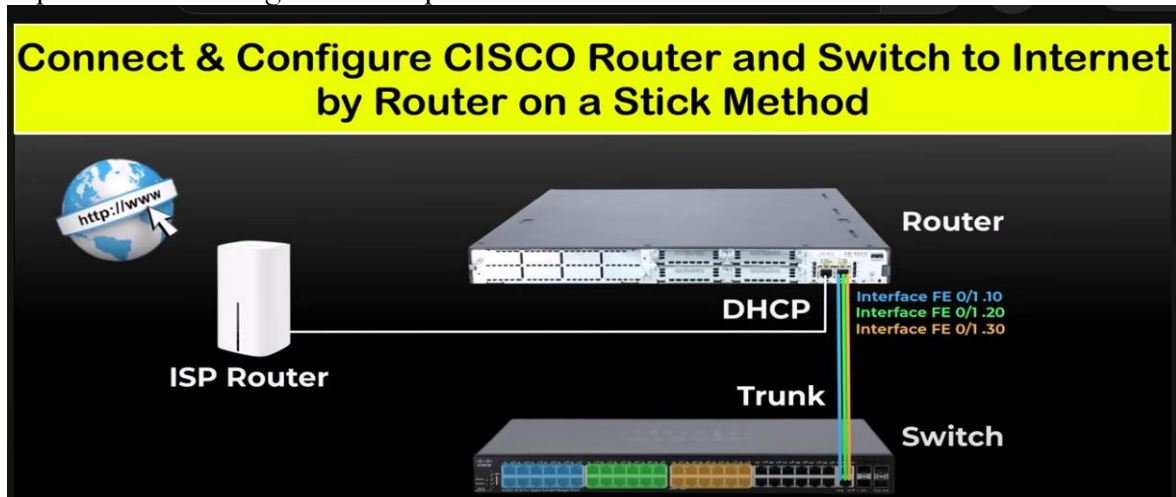 Connect & Configure CISCO Router and Switch to Internet
by Router on a Stick Method
http://www
Router
DHCP
Interface FE 0/1 .10
Interface FE 0/1 .20
Interface FE 0/1 .30
ISP Router
Trunk
Switch